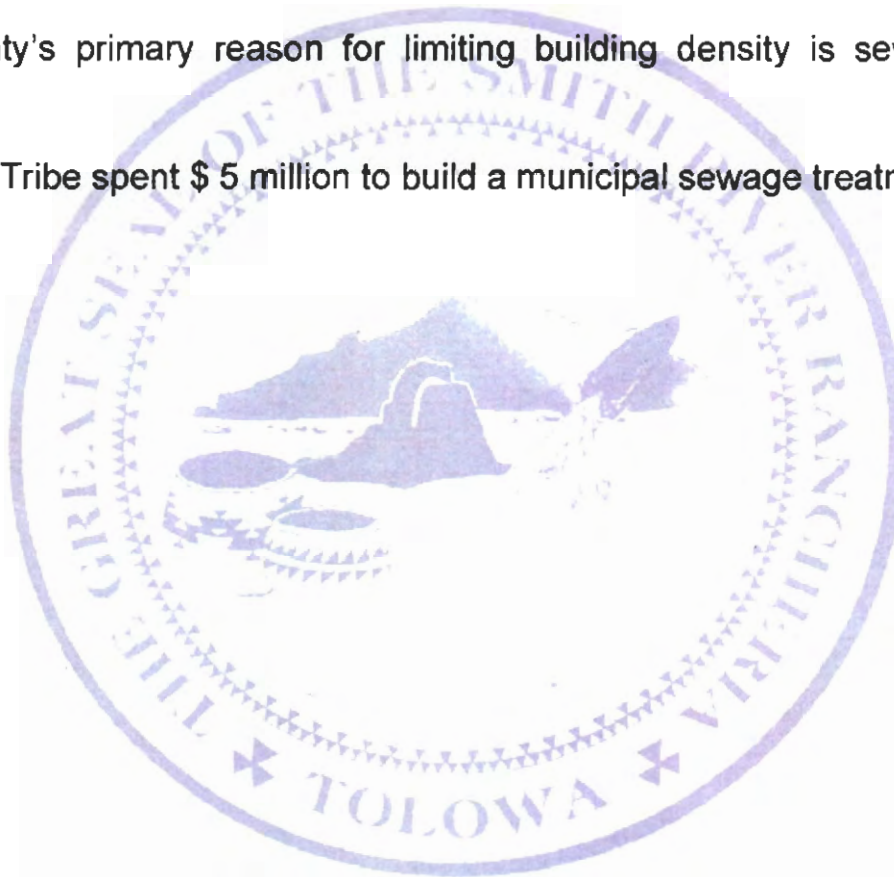 nty's primary reason for limiting building density is sev
Tribe spent $ 5 million to build a municipal sewage treatr
THE GREAT SEAL OF THE SMITH RIVER RANCHERIA
TOLOWA